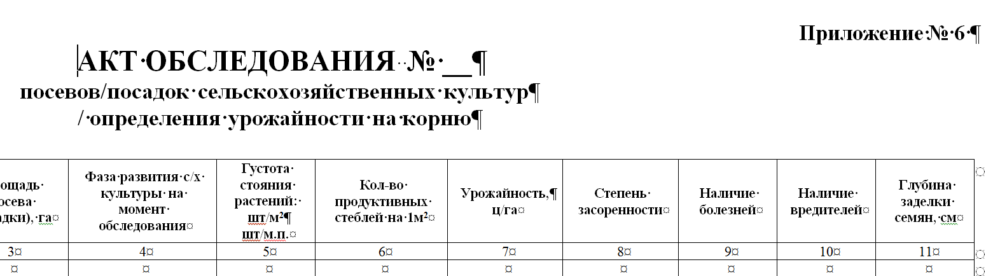 Приложение № 6
АКТ ОБСЛЕДОВАНИЯ № __
посевов/посадок сельскохозяйственных культур
/ определения урожайности на корню
ощадь
осева
адки), га
Фаза развития с/х
культуры на
момент
обследования
Густота
стояния
растений:
шт/м²
шт/м.п.
Кол-во
продуктивных
стеблей на 1м²
Урожайность,
ц/га
Степень
засоренности
Наличие
болезней
Наличие
вредителей
Глубина
заделки
семян, см
3 4 5 6 7 8 9 10 11